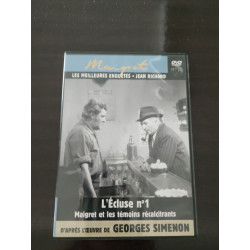 Maigret
DVD
LES MEILLEURES ENQUÊTES • JEAN RICHARD
L'Écluse n°1
Maigret et les témoins récalcitrants
D'APRÈS L'ŒUVRE DE GEORGES SIMENON